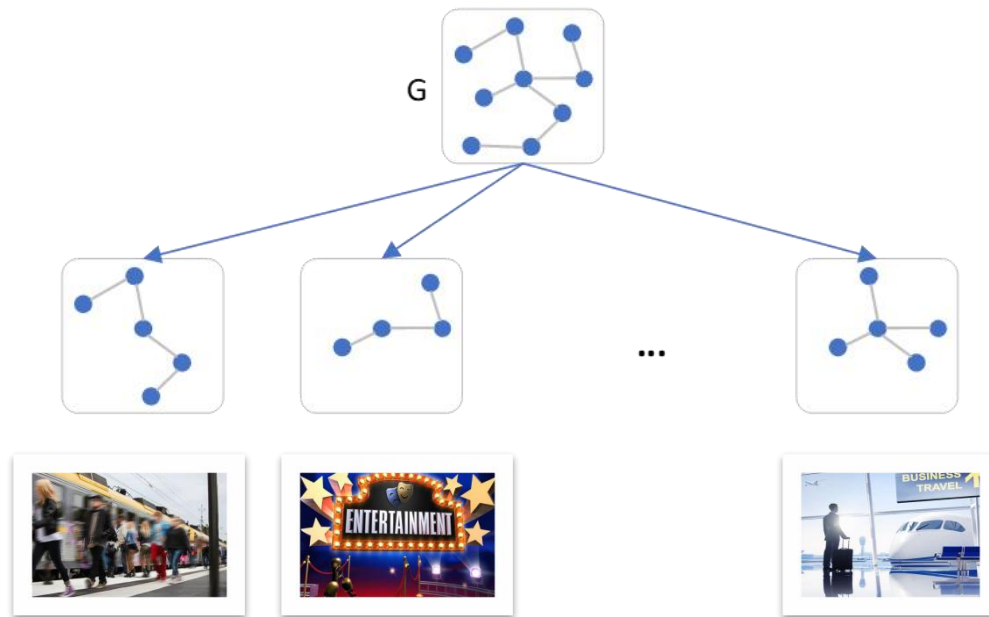 G
...
ENTERTAINMENT
BUSINESS
TRAVEL